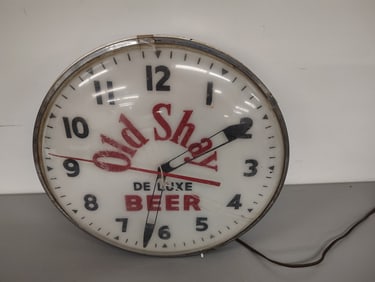 12
11 1
10 2
Old Shay
9 3
DE LUXE
8 4
BEER
7 5
6